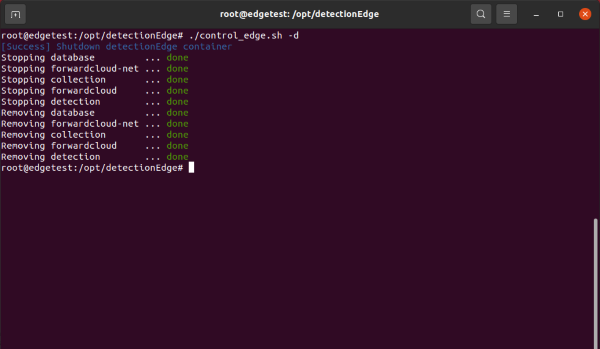 root@edgetest: /opt/detectionEdge
root@edgetest:/opt/detectionEdge# ./control_edge.sh -d
[Success] Shutdown detectionEdge container
Stopping database         ... done
Stopping forwardcloud-net ... done
Stopping collection       ... done
Stopping forwardcloud     ... done
Stopping detection        ... done
Removing database         ... done
Removing forwardcloud-net ... done
Removing collection       ... done
Removing forwardcloud     ... done
Removing detection        ... done
root@edgetest:/opt/detectionEdge#